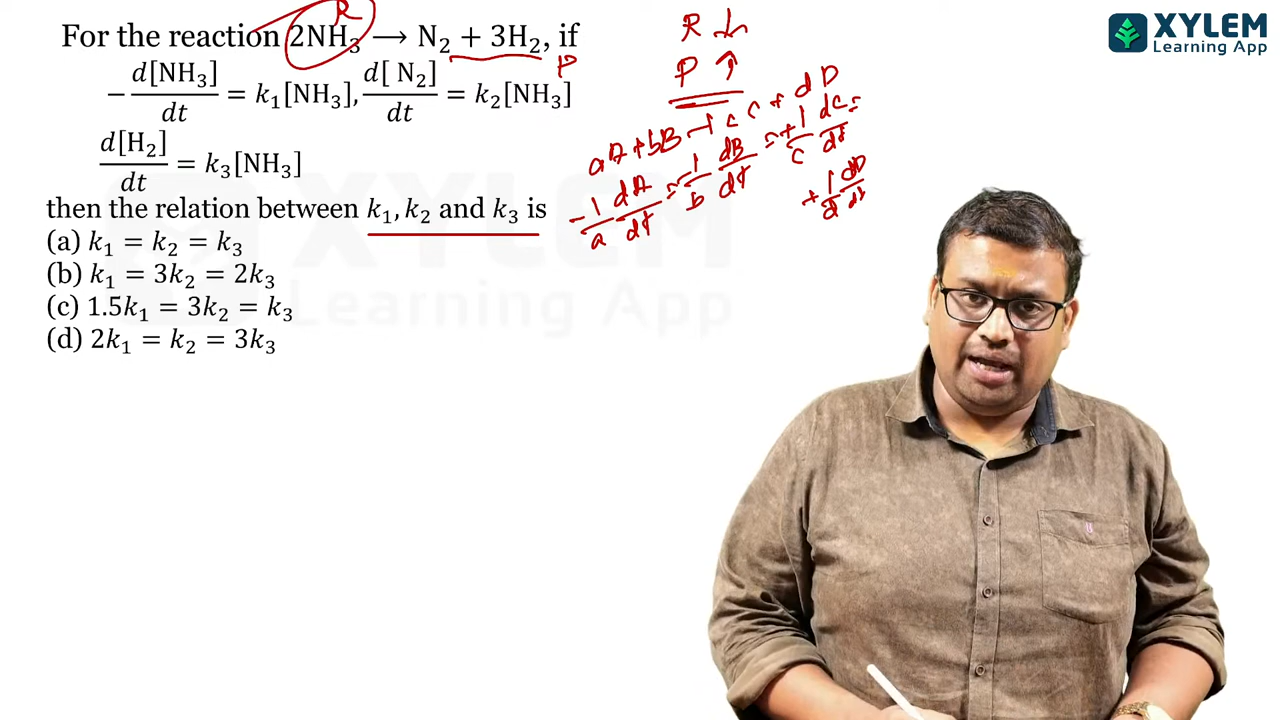 For the reaction 2NH₃ ⟶ N₂ + 3H₂, if
R
P
−d[NH₃]/dt = k₁[NH₃], d[ N₂]/dt = k₂[NH₃]
d[H₂]/dt = k₃[NH₃]
then the relation between k₁, k₂ and k₃ is
(a) k₁ = k₂ = k₃
(b) k₁ = 3k₂ = 2k₃
(c) 1.5k₁ = 3k₂ = k₃
(d) 2k₁ = k₂ = 3k₃
R ↓
P ↑
aA + bB → cC + dD
−1/a dA/dt = −1/b dB/dt = +1/c dC/dt =
+1/d dD/dt
XYLEM
Learning App
XYLEM
Learning App